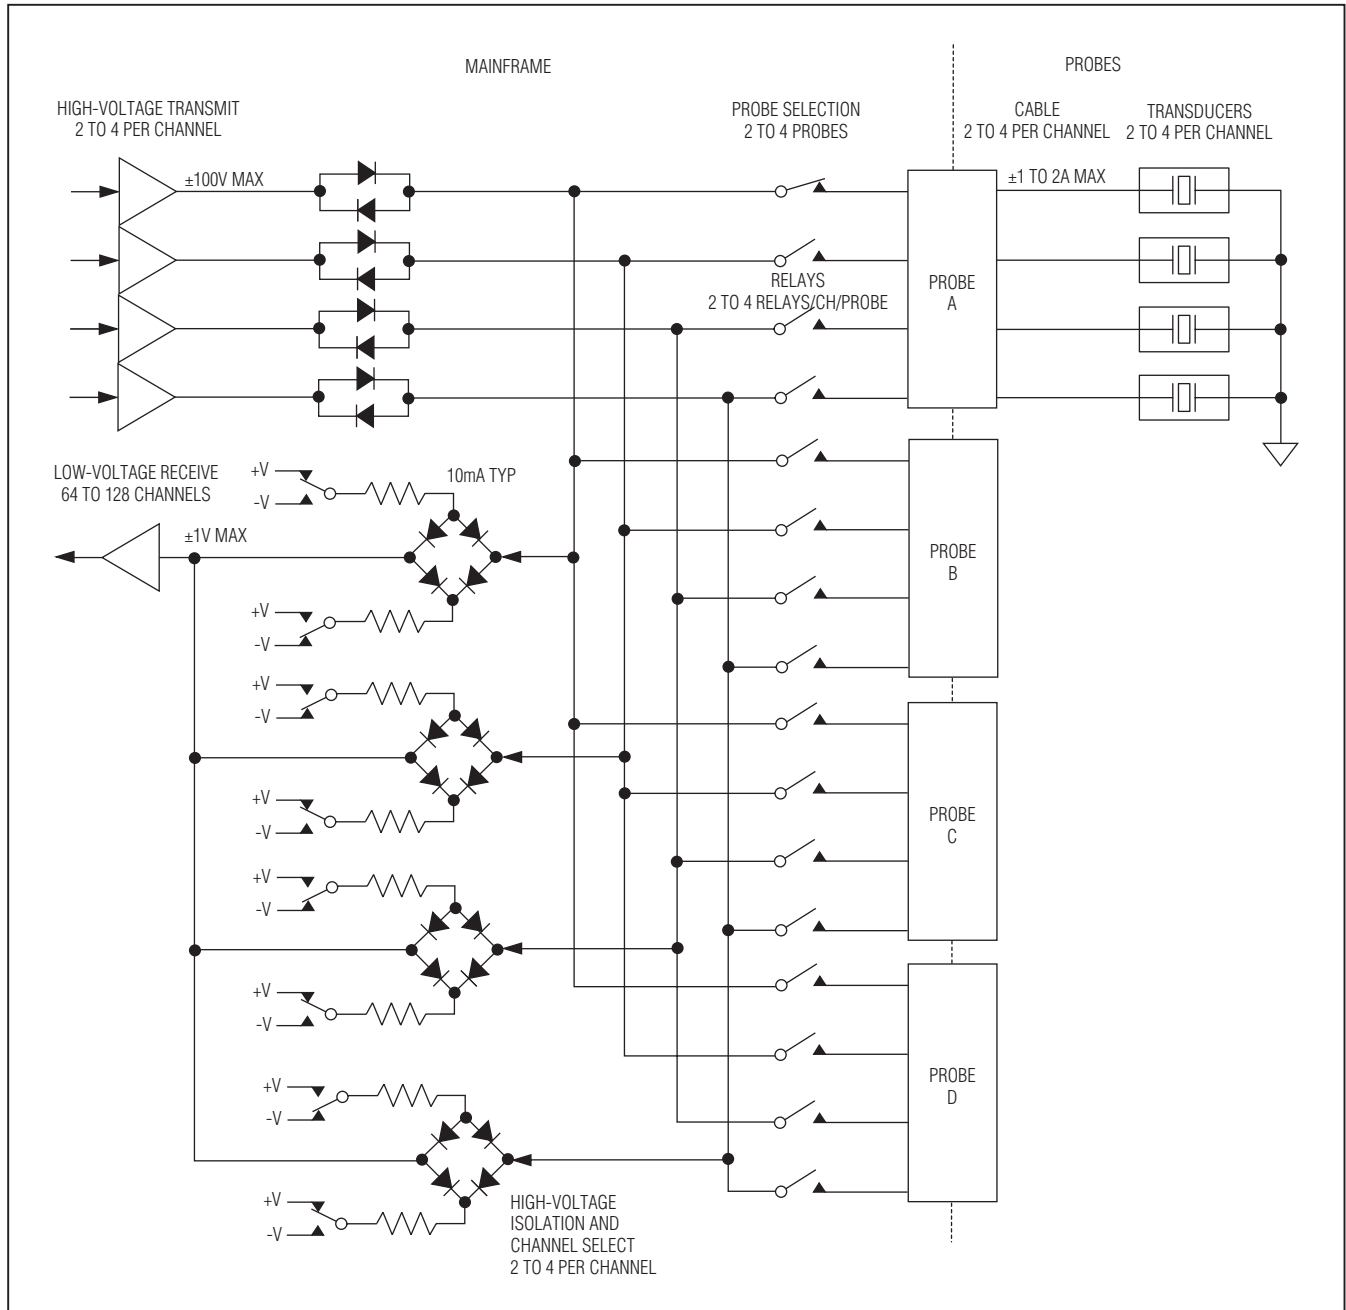 MAINFRAME
PROBES
HIGH-VOLTAGE TRANSMIT
2 TO 4 PER CHANNEL
PROBE SELECTION
2 TO 4 PROBES
CABLE
2 TO 4 PER CHANNEL
TRANSDUCERS
2 TO 4 PER CHANNEL
±100V MAX
±1 TO 2A MAX
RELAYS
2 TO 4 RELAYS/CH/PROBE
PROBE
A
LOW-VOLTAGE RECEIVE
64 TO 128 CHANNELS
+V
-V
10mA TYP
±1V MAX
PROBE
B
+V
-V
+V
-V
+V
-V
PROBE
C
+V
-V
+V
-V
PROBE
D
+V
-V
+V
-V
HIGH-VOLTAGE
ISOLATION AND
CHANNEL SELECT
2 TO 4 PER CHANNEL